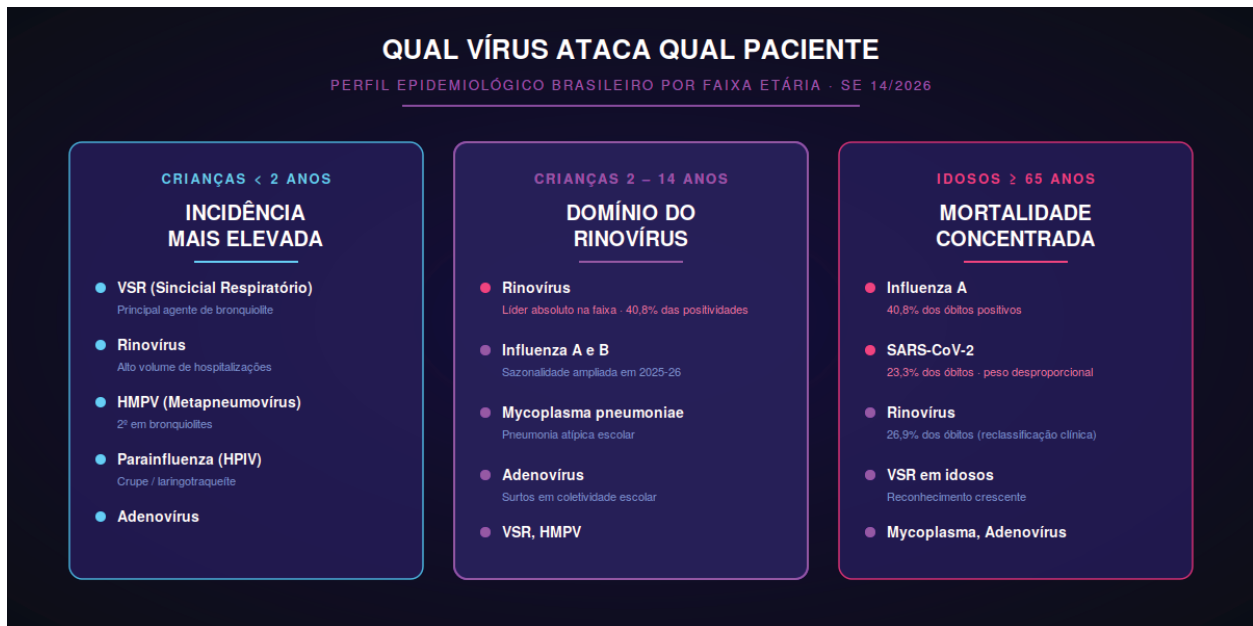 QUAL VÍRUS ATACA QUAL PACIENTE
PERFIL EPIDEMIOLÓGICO BRASILEIRO POR FAIXA ETÁRIA · SE 14/2026
CRIANÇAS < 2 ANOS
INCIDÊNCIA
MAIS ELEVADA
VSR (Sincicial Respiratório)
Principal agente de bronquiolite
Rinovírus
Alto volume de hospitalizações
HMPV (Metapneumovírus)
2º em bronquiolites
Parainfluenza (HPIV)
Crupe / laringotraqueíte
Adenovírus
CRIANÇAS 2 – 14 ANOS
DOMÍNIO DO
RINOVÍRUS
Rinovírus
Líder absoluto na faixa · 40,8% das positividades
Influenza A e B
Sazonalidade ampliada em 2025-26
Mycoplasma pneumoniae
Pneumonia atípica escolar
Adenovírus
Surtos em coletividade escolar
VSR, HMPV
IDOSOS ≥ 65 ANOS
MORTALIDADE
CONCENTRADA
Influenza A
40,8% dos óbitos positivos
SARS-CoV-2
23,3% dos óbitos · peso desproporcional
Rinovírus
26,9% dos óbitos (reclassificação clínica)
VSR em idosos
Reconhecimento crescente
Mycoplasma, Adenovírus